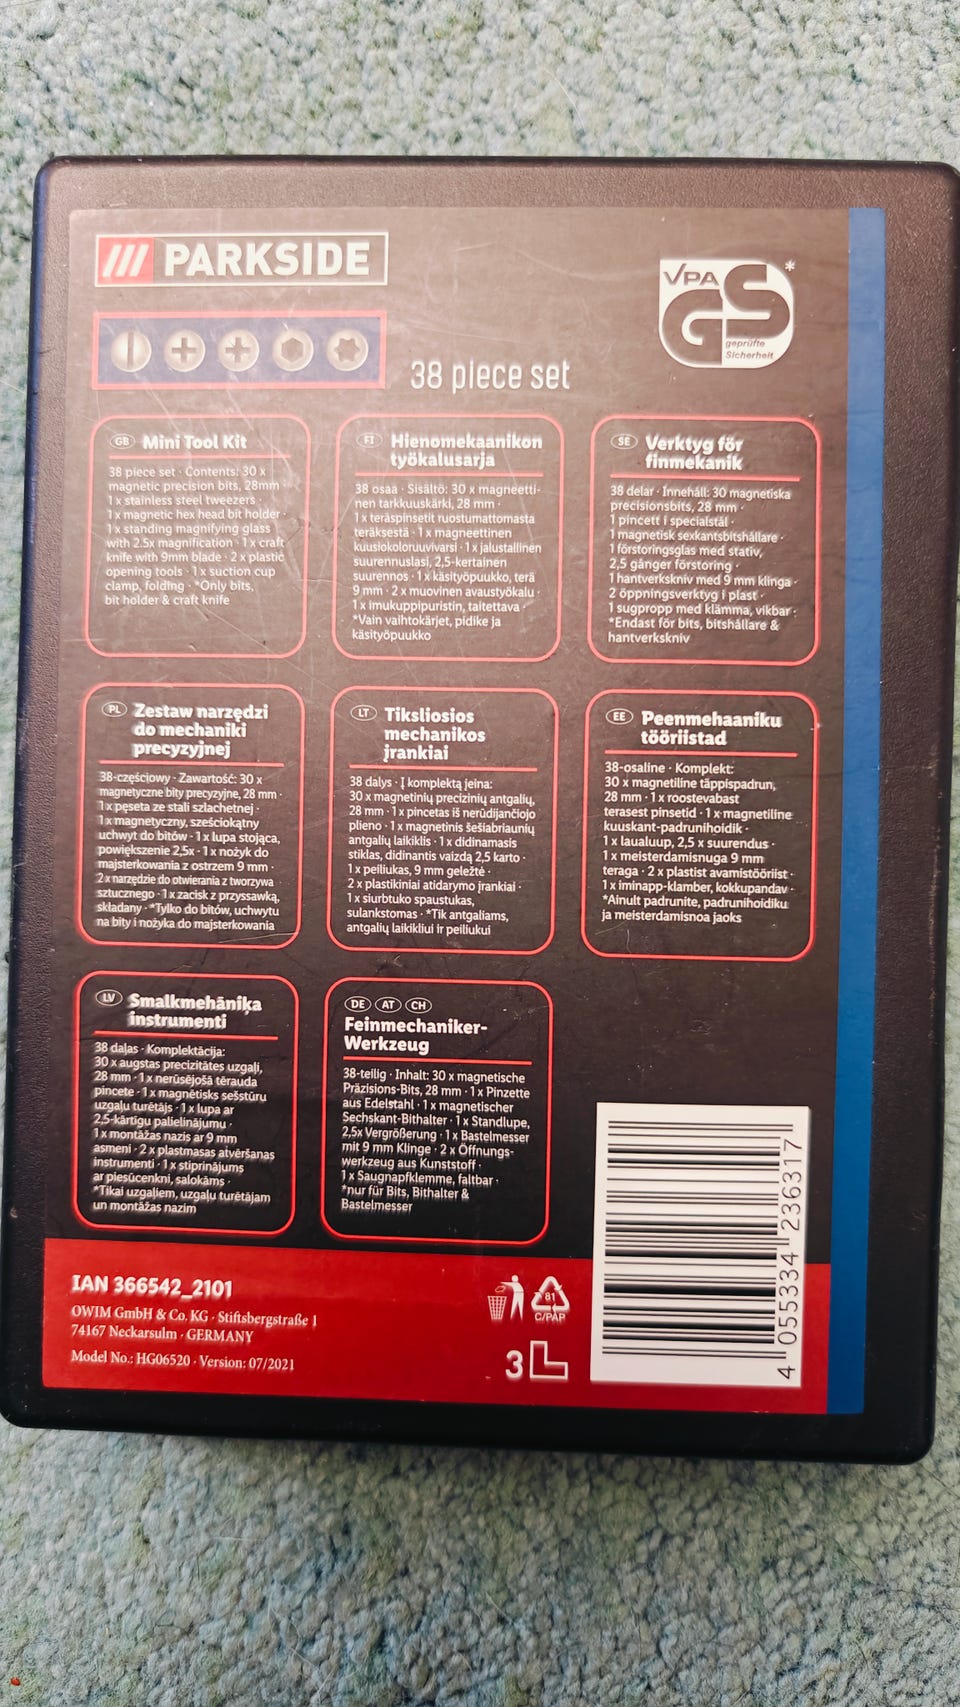 /// PARKSIDE
VPA
GS*
geprüfte
Sicherheit
38 piece set
GB Mini Tool Kit
38 piece set · Contents: 30 x
magnetic precision bits, 28mm ·
1 x stainless steel tweezers ·
1 x magnetic hex head bit holder ·
1 x standing magnifying glass
with 2.5x magnification · 1 x craft
knife with 9mm blade · 2 x plastic
opening tools · 1 x suction cup
clamp, folding · *Only bits,
bit holder & craft knife
FI Hienomekaanikon
työkalusarja
38 osaa · Sisältö: 30 x magneetti-
nen tarkkuuskärki, 28 mm ·
1 x teräspinsetit ruostumattomasta
teräksestä · 1 x magneettinen
kuusiokoloruuvivarsi · 1 x jalustallinen
suurennuslasi, 2,5-kertainen
suurennos · 1 x käsityöpuukko, terä
9 mm · 2 x muovinen avaustyökalu ·
1 x imukuppipuristin, taitettava ·
*Vain vaihtokärjet, pidike ja
käsityöpuukko
SE Verktyg för
finmekanik
38 delar · Innehåll: 30 magnetiska
precisionsbits, 28 mm ·
1 pincett i specialstål ·
1 magnetisk sexkantsbitshållare ·
1 förstoringsglas med stativ,
2,5 gånger förstoring ·
1 hantverkskniv med 9 mm klinga ·
2 öppningsverktyg i plast ·
1 sugpropp med klämma, vikbar ·
*Endast för bits, bitshållare &
hantverkskniv
PL Zestaw narzędzi
do mechaniki
precyzyjnej
38-częściowy · Zawartość: 30 x
magnetyczne bity precyzyjne, 28 mm ·
1 x pęseta ze stali szlachetnej ·
1 x magnetyczny, sześciokątny
uchwyt do bitów · 1 x lupa stojąca,
powiększenie 2,5x · 1 x nożyk do
majsterkowania z ostrzem 9 mm ·
2 x narzędzie do otwierania z tworzywa
sztucznego · 1 x zacisk z przyssawką,
składany · *Tylko do bitów, uchwytu
na bity i nożyka do majsterkowania
LT Tiksliosios
mechanikos
įrankiai
38 dalys · Į komplektą įeina:
30 x magnetinių precizinių antgalių,
28 mm · 1 x pincetas iš nerūdijančiojo
plieno · 1 x magnetinis šešiabriaunių
antgalių laikiklis · 1 x didinamasis
stiklas, didinantis vaizdą 2,5 karto ·
1 x peiliukas, 9 mm geležtė ·
2 x plastikiniai atidarymo įrankiai ·
1 x siurbtuko spaustukas,
sulankstomas · *Tik antgaliams,
antgalių laikikliui ir peiliukui
EE Peenmehaaniku
tööriistad
38-osaline · Komplekt:
30 x magnetiline täppispadrun,
28 mm · 1 x roostevabast
terasest pinsetid · 1 x magnetiline
kuuskant-padrunihoidik ·
1 x laualuup, 2,5 x suurendus ·
1 x meisterdamisnuga 9 mm
teraga · 2 x plastist avamistööriist ·
1 x iminapp-klamber, kokkupandav ·
*Ainult padrunite, padrunihoidiku
ja meisterdamisnoa jaoks
LV Smalkmehāniķa
instrumenti
38 daļas · Komplektācija:
30 x augstas precizitātes uzgaļi,
28 mm · 1 x nerūsējošā tērauda
pincete · 1 x magnētisks sešstūru
uzgaļu turētājs · 1 x lupa ar
2,5-kārtīgu palielinājumu ·
1 x montāžas nazis ar 9 mm
asmeni · 2 x plastmasas atvēršanas
instrumenti · 1 x stiprinājums
ar piesūcenkni, salokāms ·
*Tikai uzgaļiem, uzgaļu turētājam
un montāžas nazim
DE AT CH
Feinmechaniker-
Werkzeug
38-teilig · Inhalt: 30 x magnetische
Präzisions-Bits, 28 mm · 1 x Pinzette
aus Edelstahl · 1 x magnetischer
Sechskant-Bithalter · 1 x Standlupe,
2,5x Vergrößerung · 1 x Bastelmesser
mit 9 mm Klinge · 2 x Öffnungs-
werkzeug aus Kunststoff ·
1 x Saugnapfklemme, faltbar ·
*nur für Bits, Bithalter &
Bastelmesser
IAN 366542_2101
OWIM GmbH & Co. KG · Stiftsbergstraße 1
74167 Neckarsulm · GERMANY
Model No.: HG06520 · Version: 07/2021
81
C/PAP
3
4 055334 236317